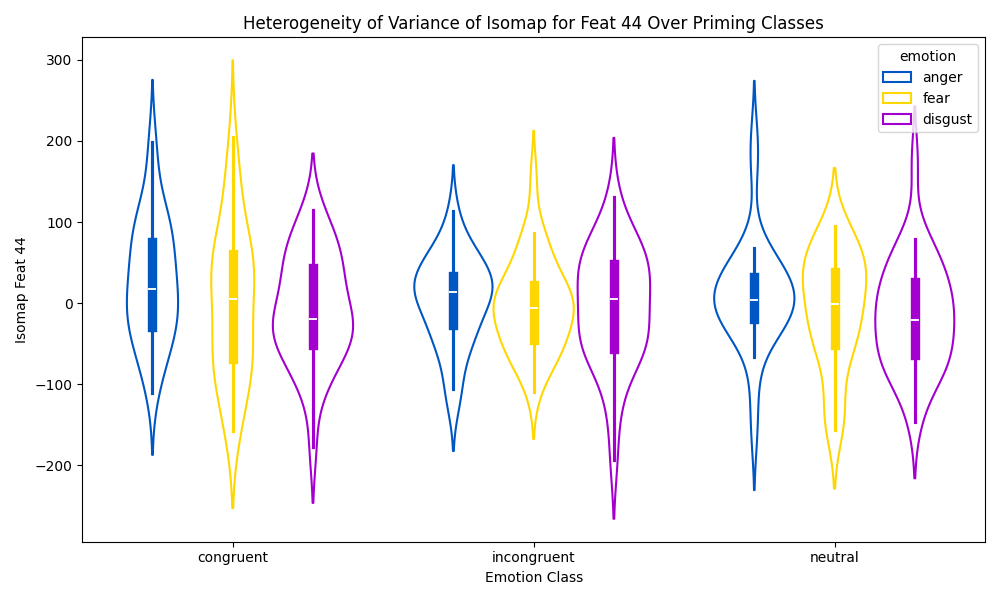 Heterogeneity of Variance of Isomap for Feat 44 Over Priming Classes
emotion
anger
fear
disgust
300
200
100
0
−100
−200
Isomap Feat 44
congruent
incongruent
neutral
Emotion Class